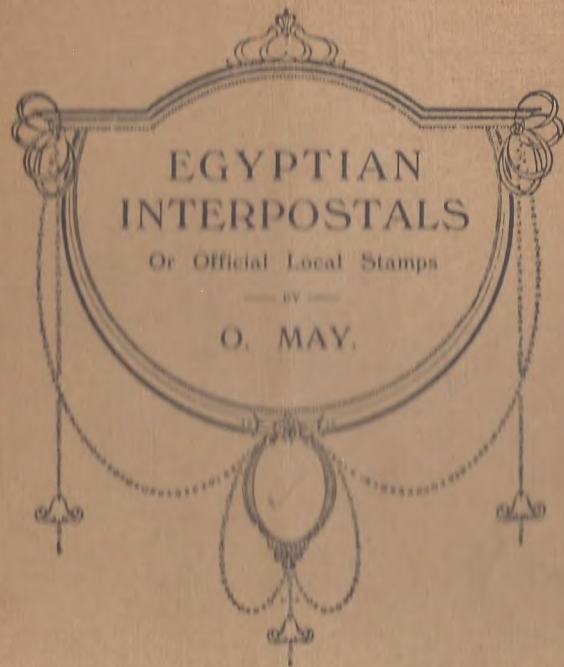 EGYPTIAN
INTERPOSTALS
Or Official Local Stamps
BY
O. MAY.